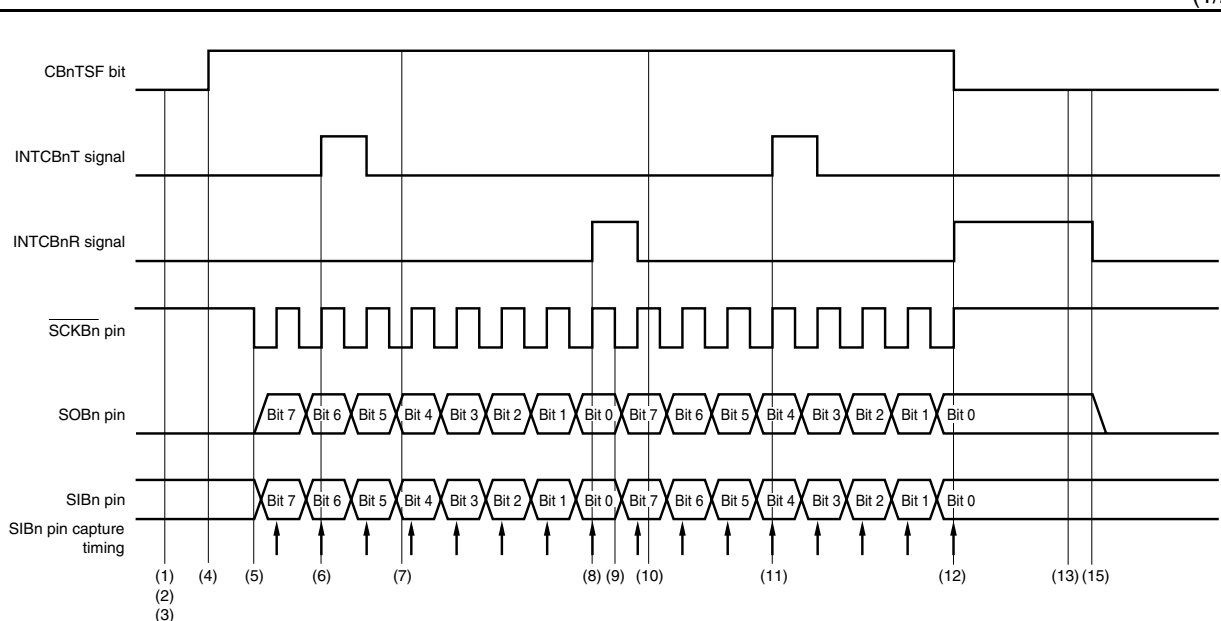 CBnTSF bit
INTCBnT signal
INTCBnR signal
SCKBn pin
SOBn pin
Bit 7 Bit 6 Bit 5 Bit 4 Bit 3 Bit 2 Bit 1 Bit 0 Bit 7 Bit 6 Bit 5 Bit 4 Bit 3 Bit 2 Bit 1 Bit 0
SIBn pin
Bit 7 Bit 6 Bit 5 Bit 4 Bit 3 Bit 2 Bit 1 Bit 0 Bit 7 Bit 6 Bit 5 Bit 4 Bit 3 Bit 2 Bit 1 Bit 0
SIBn pin capture
timing
(1) (4) (5) (6) (7) (8) (9) (10) (11) (12) (13) (15)
(2)
(3)